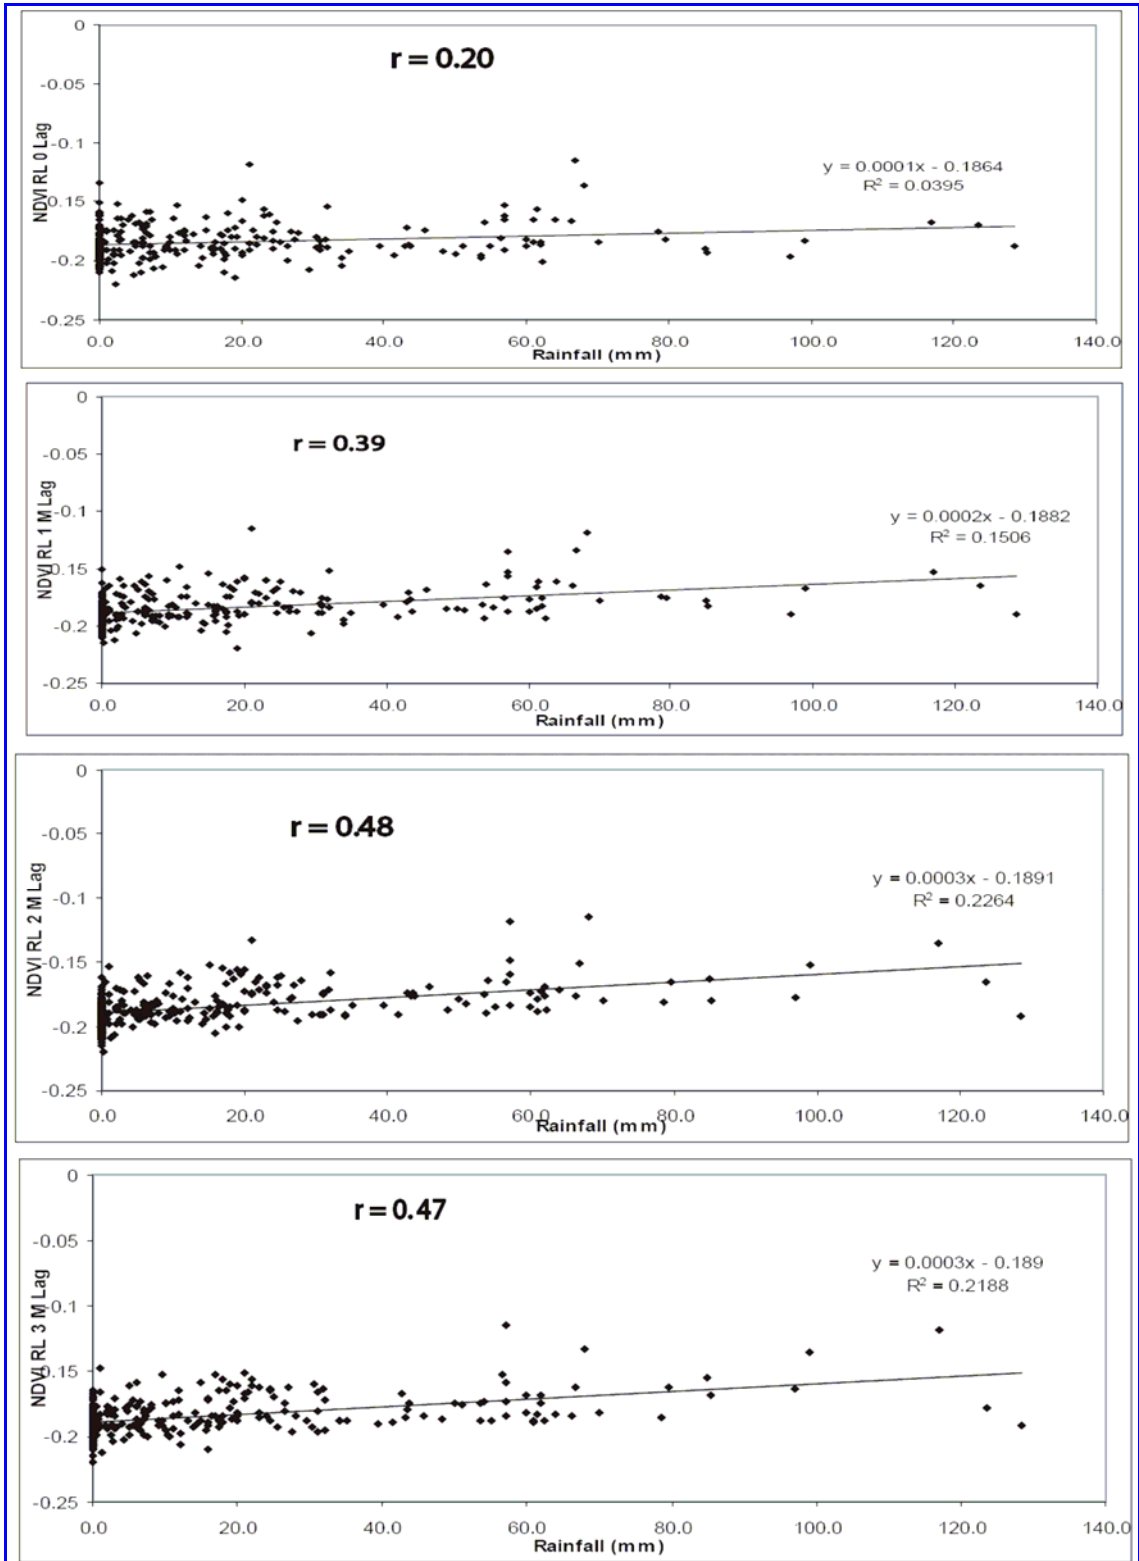 0
r = 0.20
-0.05
-0.1
y = 0.0001x - 0.1864
R² = 0.0395
-0.15
-0.2
-0.25
NDVI RL 0 Lag
0.0 20.0 40.0 60.0 80.0 100.0 120.0 140.0
Rainfall (mm)
0
r = 0.39
-0.05
-0.1
y = 0.0002x - 0.1882
R² = 0.1506
-0.15
-0.2
-0.25
NDVI RL 1 M Lag
0.0 20.0 40.0 60.0 80.0 100.0 120.0 140.0
Rainfall (mm)
0
r = 0.48
-0.05
y = 0.0003x - 0.1891
-0.1
R² = 0.2264
-0.15
-0.2
-0.25
NDVI RL 2 M Lag
0.0 20.0 40.0 60.0 80.0 100.0 120.0 140.0
Rainfall (mm)
0
r = 0.47
-0.05
y = 0.0003x - 0.189
R² = 0.2188
-0.1
-0.15
-0.2
-0.25
NDVI RL 3 M Lag
0.0 20.0 40.0 60.0 80.0 100.0 120.0 140.0
Rainfall (mm)